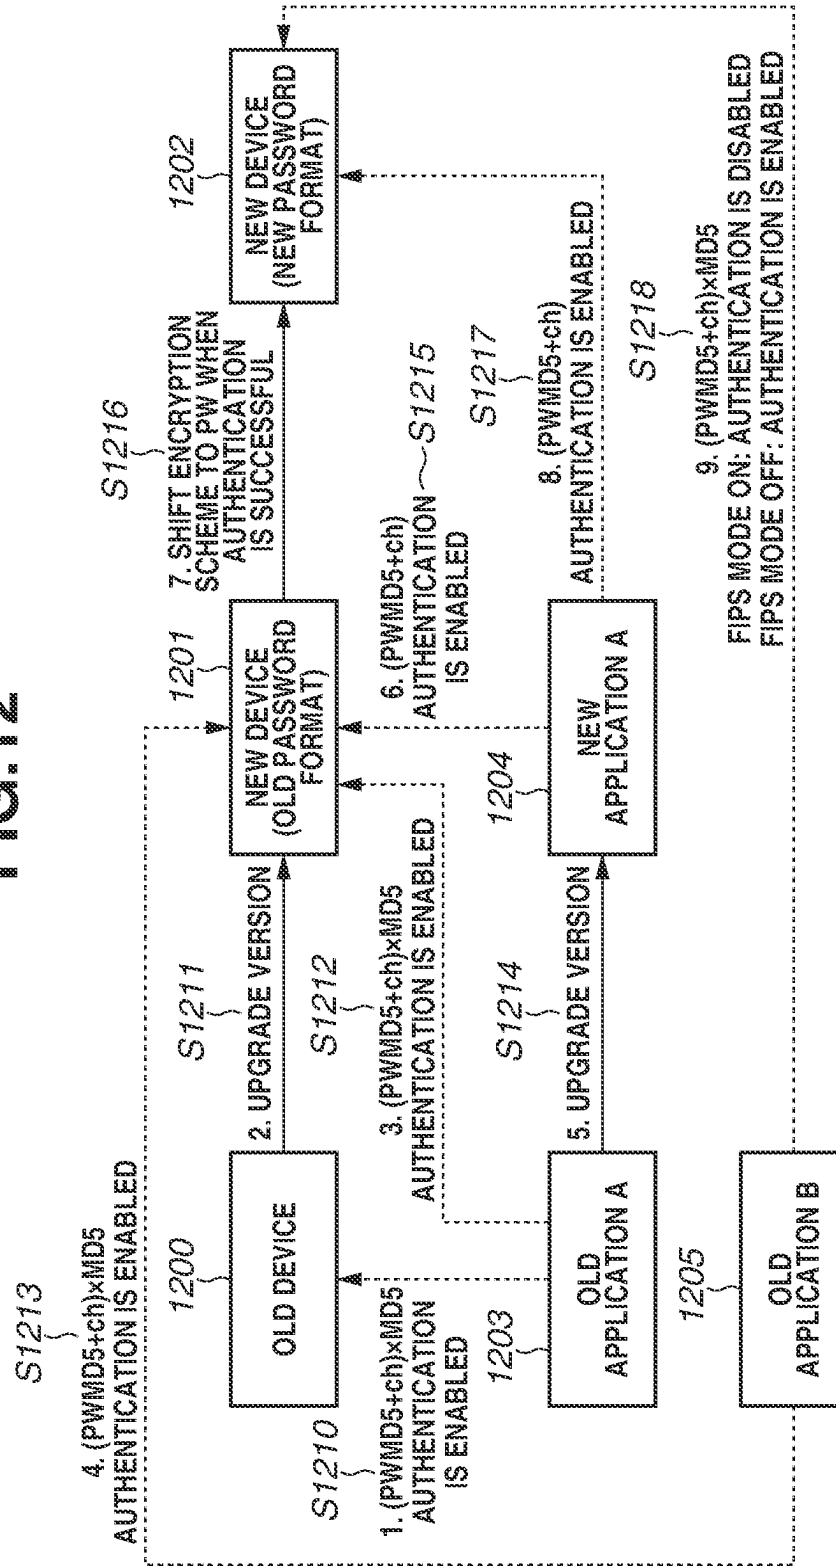 FIG.12
S1213
4. (PWMD5+ch)×MD5
AUTHENTICATION IS ENABLED
1200
OLD DEVICE
S1211
2. UPGRADE VERSION
1201
NEW DEVICE
(OLD PASSWORD
FORMAT)
S1216
7. SHIFT ENCRYPTION
SCHEME TO PW WHEN
AUTHENTICATION
IS SUCCESSFUL
1202
NEW DEVICE
(NEW PASSWORD
FORMAT)
S1210
1. (PWMD5+ch)×MD5
AUTHENTICATION
IS ENABLED
S1212
3. (PWMD5+ch)×MD5
AUTHENTICATION IS ENABLED
6. (PWMD5+ch)
AUTHENTICATION
IS ENABLED
S1215
S1217
8. (PWMD5+ch)
AUTHENTICATION IS ENABLED
1203
OLD
APPLICATION A
S1214
5. UPGRADE VERSION
1204
NEW
APPLICATION A
S1218
9. (PWMD5+ch)×MD5
FIPS MODE ON: AUTHENTICATION IS DISABLED
FIPS MODE OFF: AUTHENTICATION IS ENABLED
1205
OLD
APPLICATION B